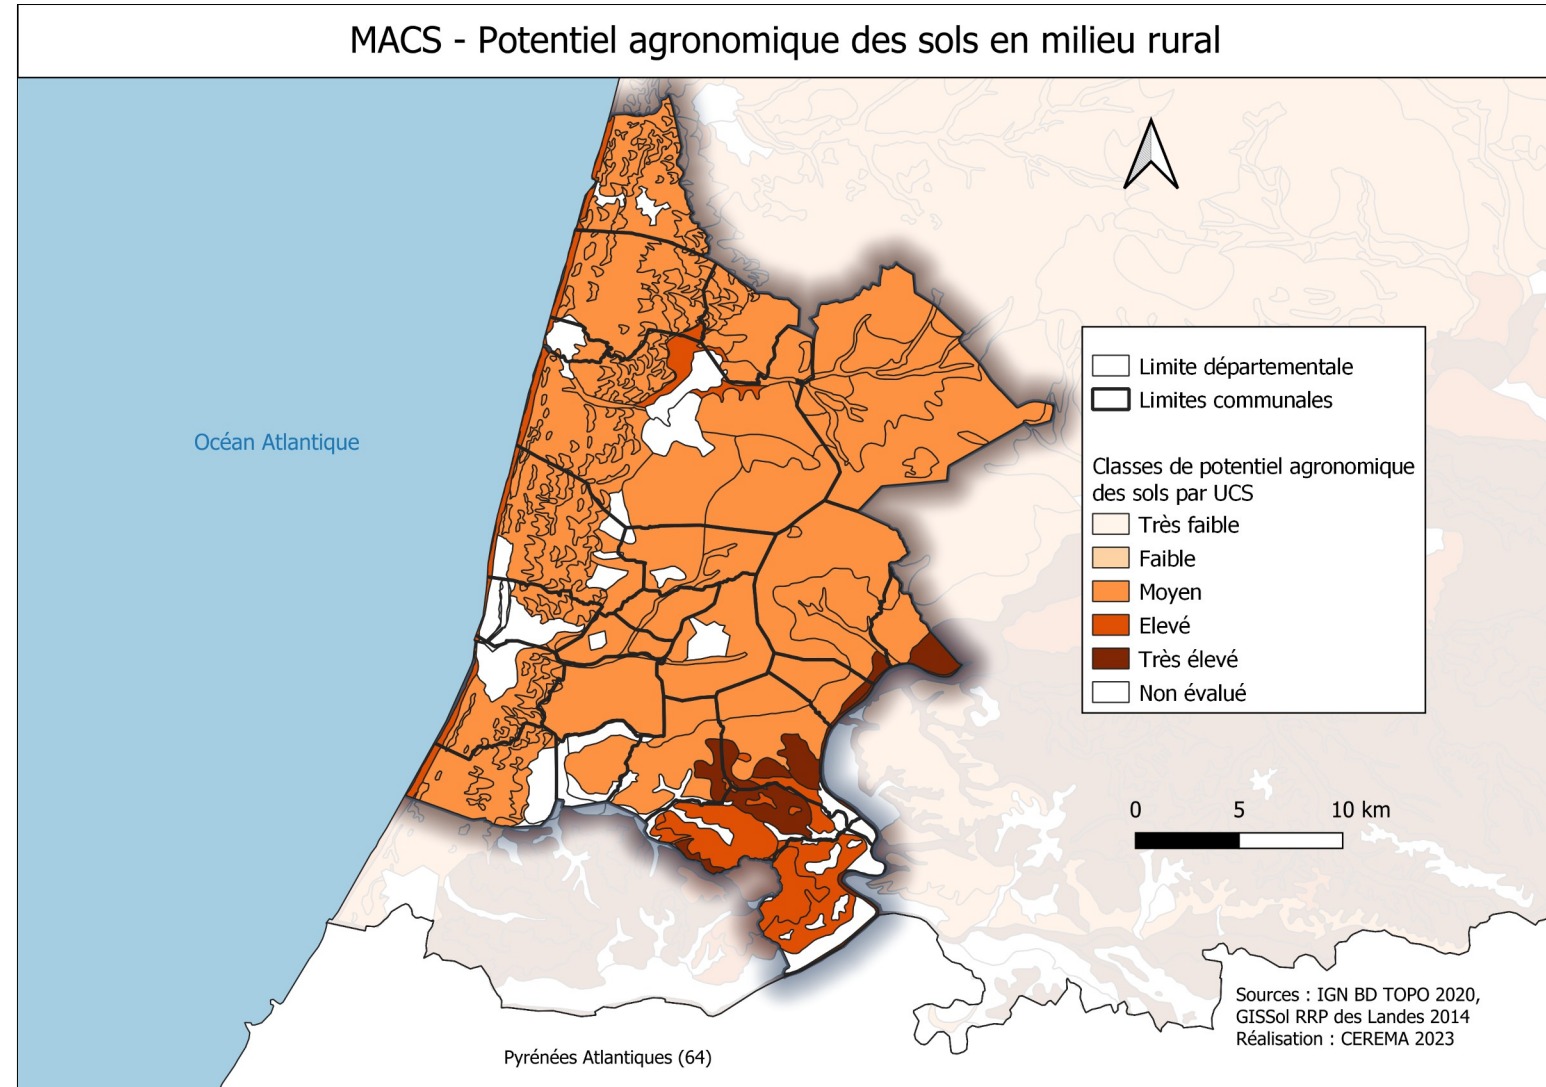 MACS - Potentiel agronomique des sols en milieu rural
Océan Atlantique
Limite départementale
Limites communales
Classes de potentiel agronomique
des sols par UCS
Très faible
Faible
Moyen
Elevé
Très élevé
Non évalué
0 5 10 km
Sources : IGN BD TOPO 2020,
GISSol RRP des Landes 2014
Réalisation : CEREMA 2023
Pyrénées Atlantiques (64)